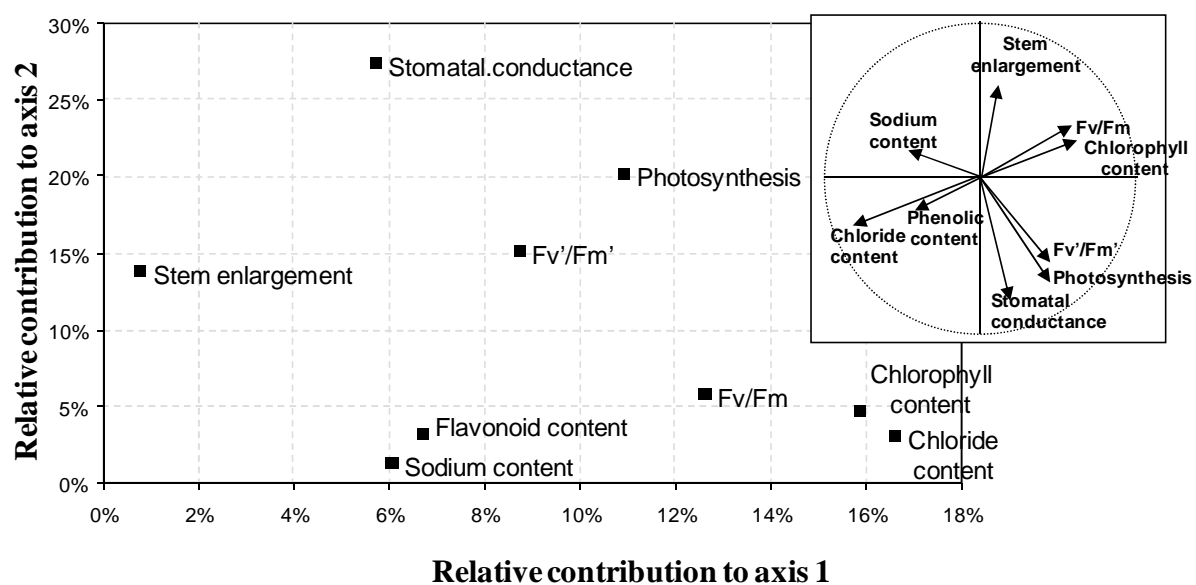 Relative contribution to axis 2
30%
25%
20%
15%
10%
5%
0%
0%
2%
4%
6%
8%
10%
12%
14%
16%
18%
Relative contribution to axis 1
Stomatal.conductance
Photosynthesis
Fv’/Fm’
Stem enlargement
Fv/Fm
Chlorophyll
content
Flavonoid content
Chloride
content
Sodium content
Stem
enlargement
Sodium
content
Fv/Fm
Chlorophyll
content
Phenolic
content
Chloride
content
Fv’/Fm’
Photosynthesis
Stomatal
conductance